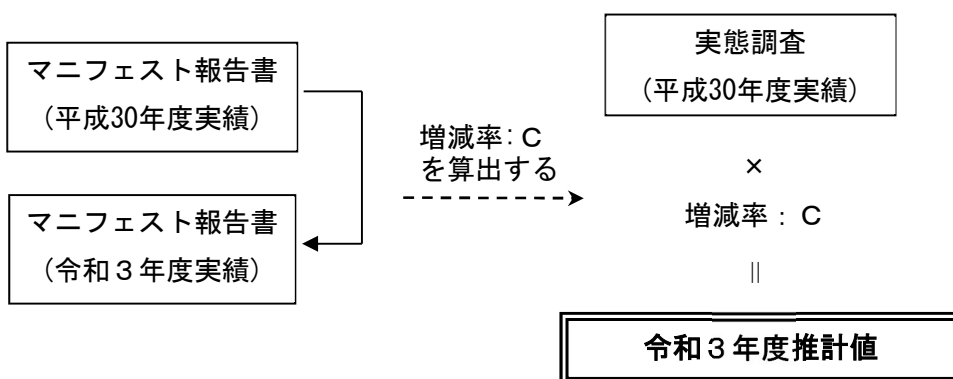 マニフェスト報告書
（平成30年度実績）
マニフェスト報告書
（令和３年度実績）
増減率：Ｃ
を算出する
実態調査
（平成30年度実績）
×
増減率：Ｃ
＝
令和３年度推計値